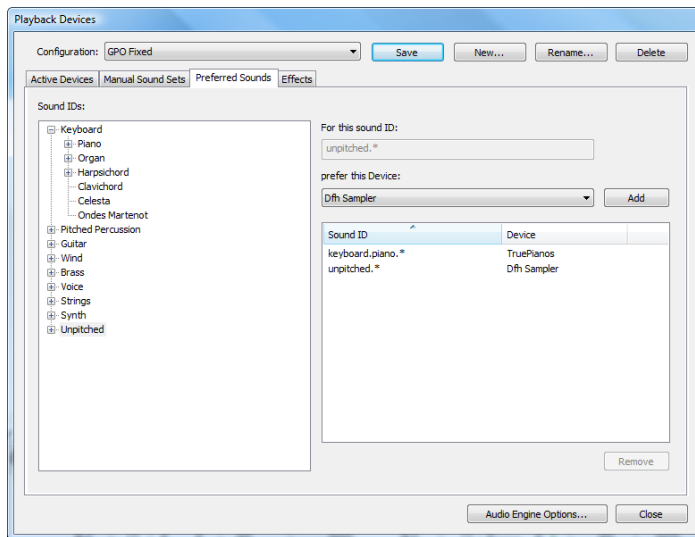 Playback Devices
Configuration: GPO Fixed Save New... Rename... Delete
Active Devices Manual Sound Sets Preferred Sounds Effects
Sound IDs:
Keyboard
Piano
Organ
Harpsichord
Clavichord
Celesta
Ondes Martenot
Pitched Percussion
Guitar
Wind
Brass
Voice
Strings
Synth
Unpitched
For this sound ID:
unpitched.*
prefer this Device:
Dfh Sampler Add
Sound ID Device
keyboard.piano.* TruePianos
unpitched.* Dfh Sampler
Remove
Audio Engine Options... Close